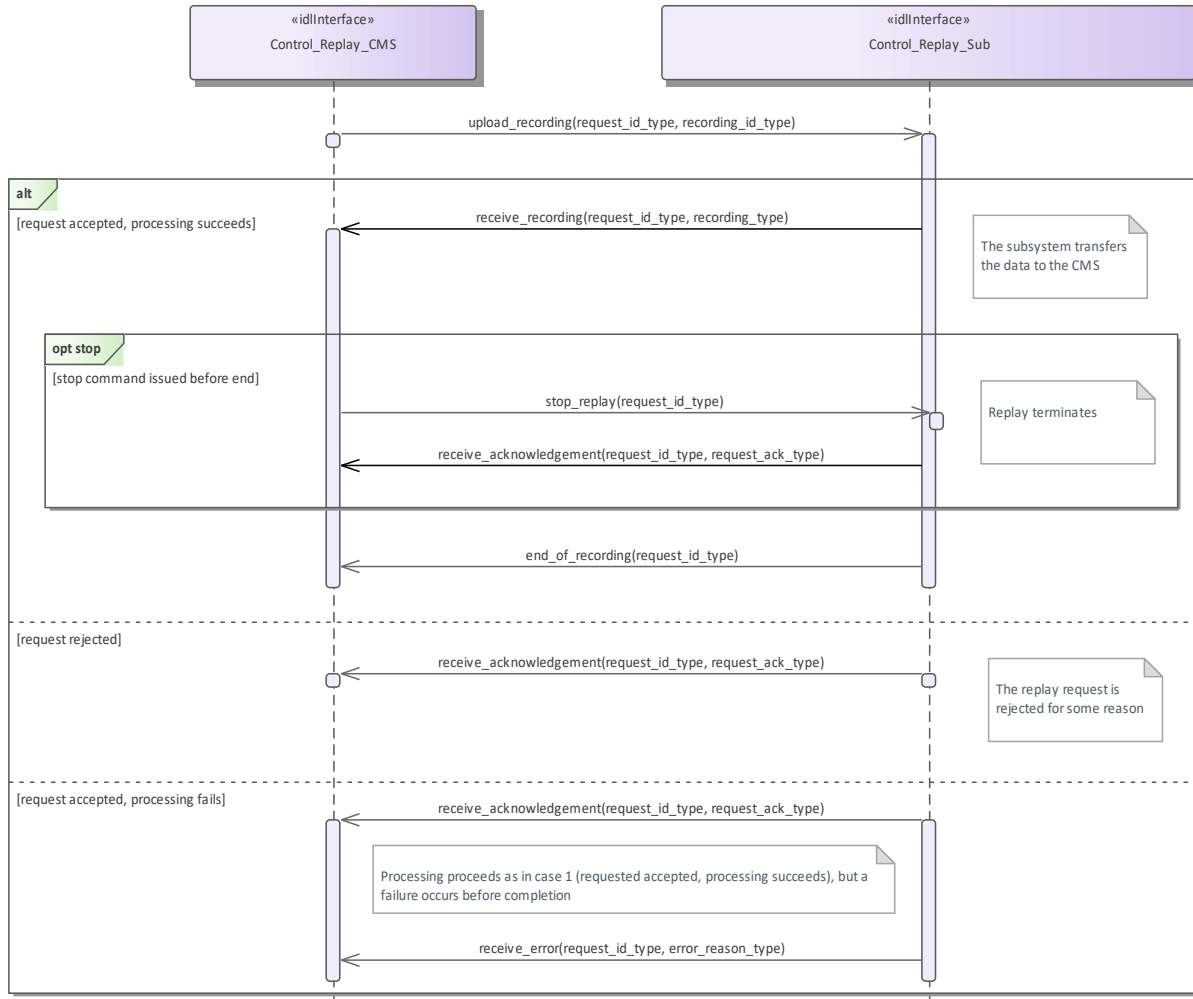 «idlInterface»
Control_Replay_CMS
«idlInterface»
Control_Replay_Sub
upload_recording(request_id_type, recording_id_type)
alt
[request accepted, processing succeeds]
receive_recording(request_id_type, recording_type)
The subsystem transfers
the data to the CMS
opt stop
[stop command issued before end]
stop_replay(request_id_type)
Replay terminates
receive_acknowledgement(request_id_type, request_ack_type)
end_of_recording(request_id_type)
[request rejected]
receive_acknowledgement(request_id_type, request_ack_type)
The replay request is
rejected for some reason
[request accepted, processing fails]
receive_acknowledgement(request_id_type, request_ack_type)
Processing proceeds as in case 1 (requested accepted, processing succeeds), but a
failure occurs before completion
receive_error(request_id_type, error_reason_type)